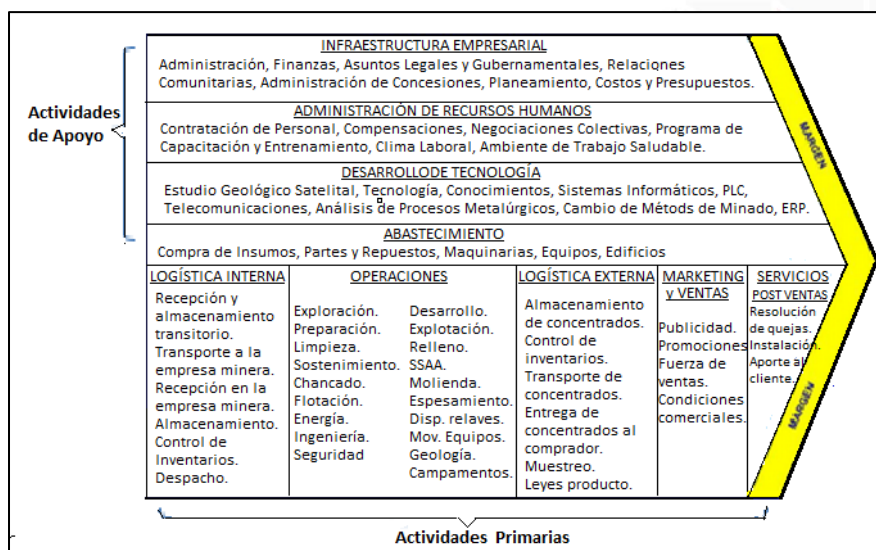 INFRAESTRUCTURA EMPRESARIAL
Administración, Finanzas, Asuntos Legales y Gubernamentales, Relaciones
Comunitarias, Administración de Concesiones, Planeamiento, Costos y Presupuestos.
Actividades
de Apoyo
ADMINISTRACIÓN DE RECURSOS HUMANOS
Contratación de Personal, Compensaciones, Negociaciones Colectivas, Programa de
Capacitación y Entrenamiento, Clima Laboral, Ambiente de Trabajo Saludable.
DESARROLLODE TECNOLOGÍA
Estudio Geológico Satelital, Tecnología, Conocimientos, Sistemas Informáticos, PLC,
Telecomunicaciones, Análisis de Procesos Metalúrgicos, Cambio de Métods de Minado, ERP.
ABASTECIMIENTO
Compra de Insumos, Partes y Repuestos, Maquinarias, Equipos, Edificios
MARGEN
LOGÍSTICA INTERNA
Recepción y
almacenamiento
transitorio.
Transporte a la
empresa minera.
Recepción en la
empresa minera.
Almacenamiento.
Control de
Inventarios.
Despacho.
OPERACIONES
Exploración.
Preparación.
Limpieza.
Sostenimiento.
Chancado.
Flotación.
Energía.
Ingeniería.
Seguridad
Desarrollo.
Explotación.
Relleno.
SSAA.
Molienda.
Espesamiento.
Disp. relaves.
Mov. Equipos.
Geología.
Campamentos.
LOGÍSTICA EXTERNA
Almacenamiento
de concentrados.
Control de
inventarios.
Transporte de
concentrados.
Entrega de
concentrados al
comprador.
Muestreo.
Leyes producto.
MARKETING
y VENTAS
Publicidad.
Promociones
Fuerza de
ventas.
Condiciones
comerciales.
SERVICIOS
POST VENTAS
Resolución
de quejas.
Instalación.
Aporte al
cliente.
MARGEN
Actividades Primarias